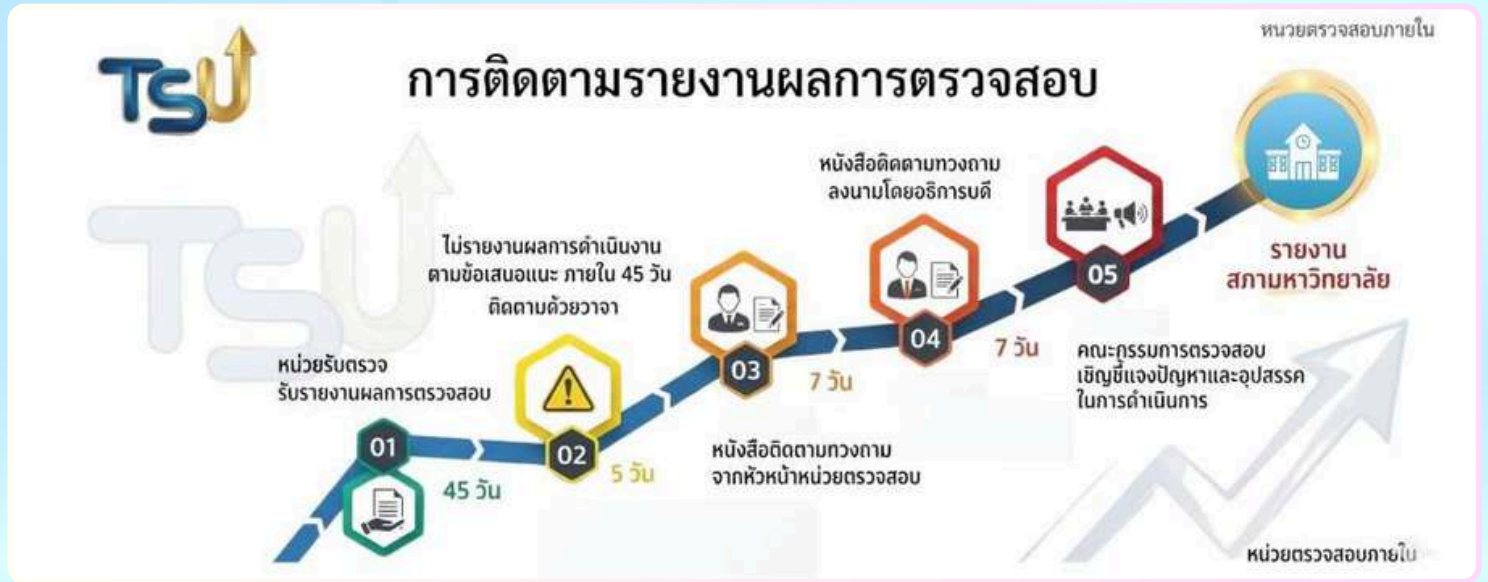 หนวยตรวจสอบภายใน
TSU
การติดตามรายงานผลการตรวจสอบ
TSU
หน่วยรับตรวจ
รับรายงานผลการตรวจสอบ
01
45 วัน
ไม่รายงานผลการดำเนินงาน
ตามข้อเสนอแนะ ภายใน 45 วัน
ติดตามด้วยวาจา
02
5 วัน
03
หนังสือติดตามทวงถาม
จากหัวหน้าหน่วยตรวจสอบ
7 วัน
หนังสือติดตามทวงถาม
ลงนามโดยอธิการบดี
04
7 วัน
05
คณะกรรมการตรวจสอบ
เชิญชี้แจงปัญหาและอุปสรรค
ในการดำเนินการ
รายงาน
สภามหาวิทยาลัย
หน่วยตรวจสอบภายใน